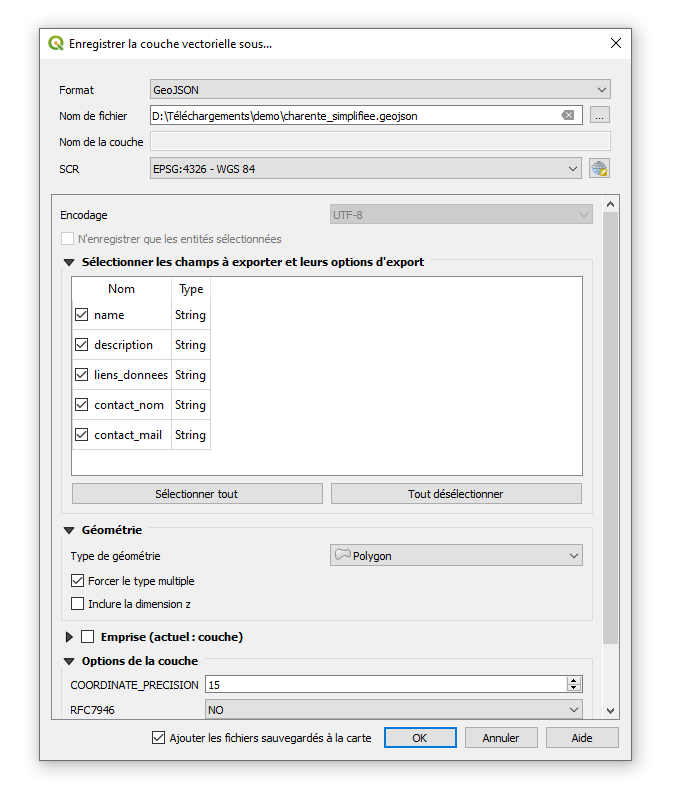 Enregistrer la couche vectorielle sous...
Format GeoJSON
Nom de fichier D:\Téléchargements\demo\charente_simplifiee.geojson ...
Nom de la couche
SCR EPSG:4326 - WGS 84
Encodage UTF-8
N'enregistrer que les entités sélectionnées
Sélectionner les champs à exporter et leurs options d'export
Nom Type
name String
description String
liens_donnees String
contact_nom String
contact_mail String
Sélectionner tout Tout désélectionner
Géométrie
Type de géométrie Polygon
Forcer le type multiple
Inclure la dimension z
Emprise (actuel : couche)
Options de la couche
COORDINATE_PRECISION 15
RFC7946 NO
Ajouter les fichiers sauvegardés à la carte OK Annuler Aide